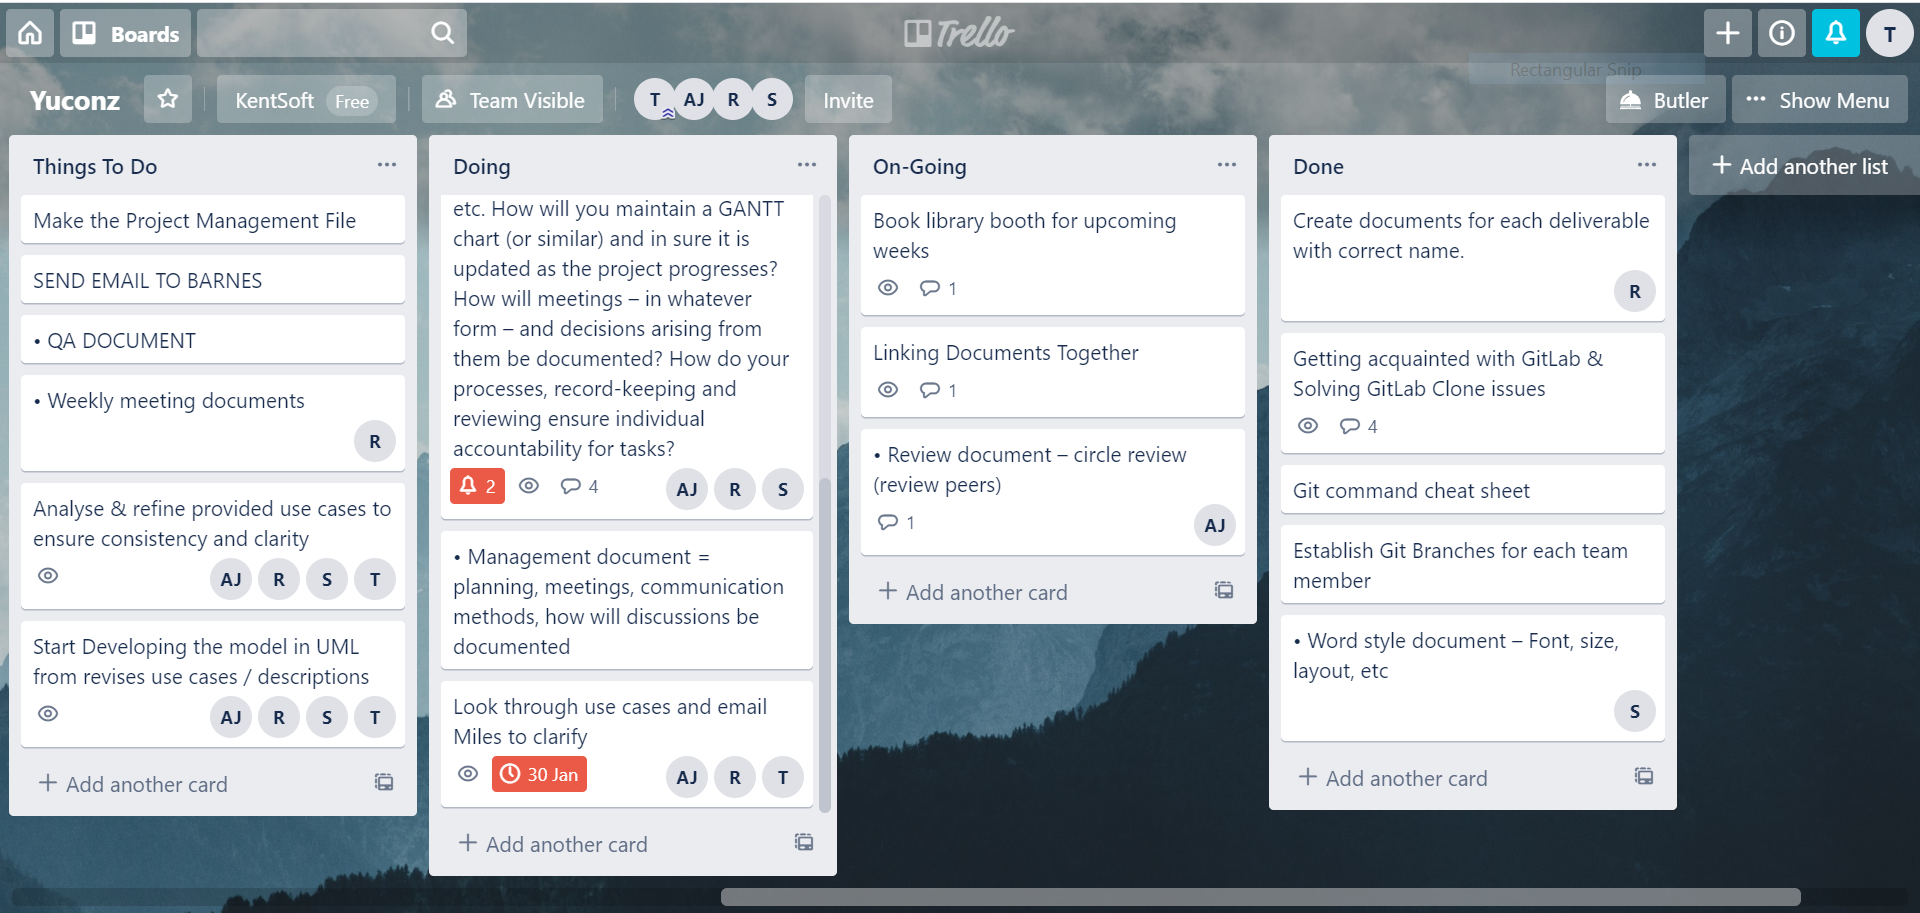 Boards
Trello
T
Rectangular Snip
Yuconz
KentSoft Free
Team Visible
T AJ R S
Invite
Butler
Show Menu
Things To Do
Make the Project Management File
SEND EMAIL TO BARNES
• QA DOCUMENT
• Weekly meeting documents
R
Analyse & refine provided use cases to
ensure consistency and clarity
AJ R S T
Start Developing the model in UML
from revises use cases / descriptions
AJ R S T
+ Add another card
Doing
etc. How will you maintain a GANTT
chart (or similar) and in sure it is
updated as the project progresses?
How will meetings – in whatever
form – and decisions arising from
them be documented? How do your
processes, record-keeping and
reviewing ensure individual
accountability for tasks?
2 4 AJ R S
• Management document =
planning, meetings, communication
methods, how will discussions be
documented
Look through use cases and email
Miles to clarify
30 Jan AJ R T
+ Add another card
On-Going
Book library booth for upcoming
weeks
1
Linking Documents Together
1
• Review document – circle review
(review peers)
1 AJ
+ Add another card
Done
Create documents for each deliverable
with correct name.
R
Getting acquainted with GitLab &
Solving GitLab Clone issues
4
Git command cheat sheet
Establish Git Branches for each team
member
• Word style document – Font, size,
layout, etc
S
+ Add another card
+ Add another list